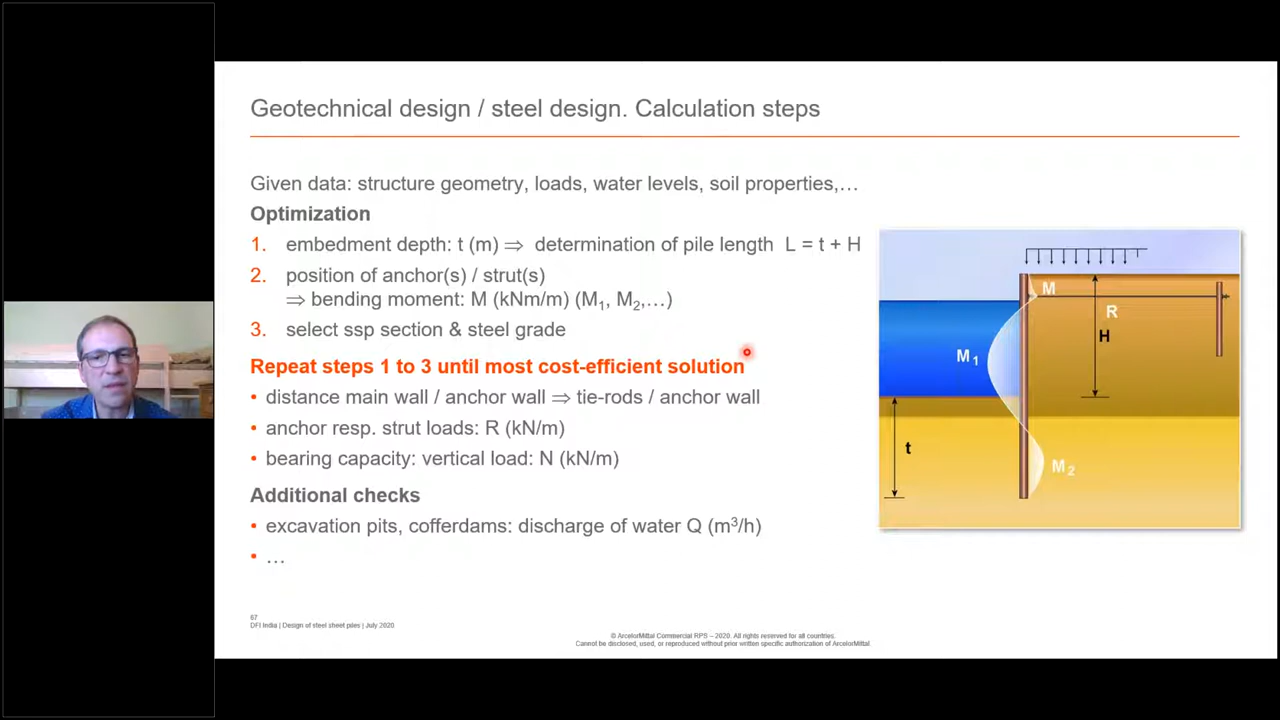 Geotechnical design / steel design. Calculation steps
Given data: structure geometry, loads, water levels, soil properties,…
Optimization
1. embedment depth: t (m) ⇒ determination of pile length L = t + H
2. position of anchor(s) / strut(s)
⇒ bending moment: M (kNm/m) (M₁, M₂,…)
3. select ssp section & steel grade
Repeat steps 1 to 3 until most cost-efficient solution
• distance main wall / anchor wall ⇒ tie-rods / anchor wall
• anchor resp. strut loads: R (kN/m)
• bearing capacity: vertical load: N (kN/m)
Additional checks
• excavation pits, cofferdams: discharge of water Q (m³/h)
• …
M
R
H
M₁
t
M₂
67
DFI India | Design of steel sheet piles | July 2020
© ArcelorMittal Commercial RPS – 2020. All rights reserved for all countries.
Cannot be disclosed, used, or reproduced without prior written specific authorization of ArcelorMittal